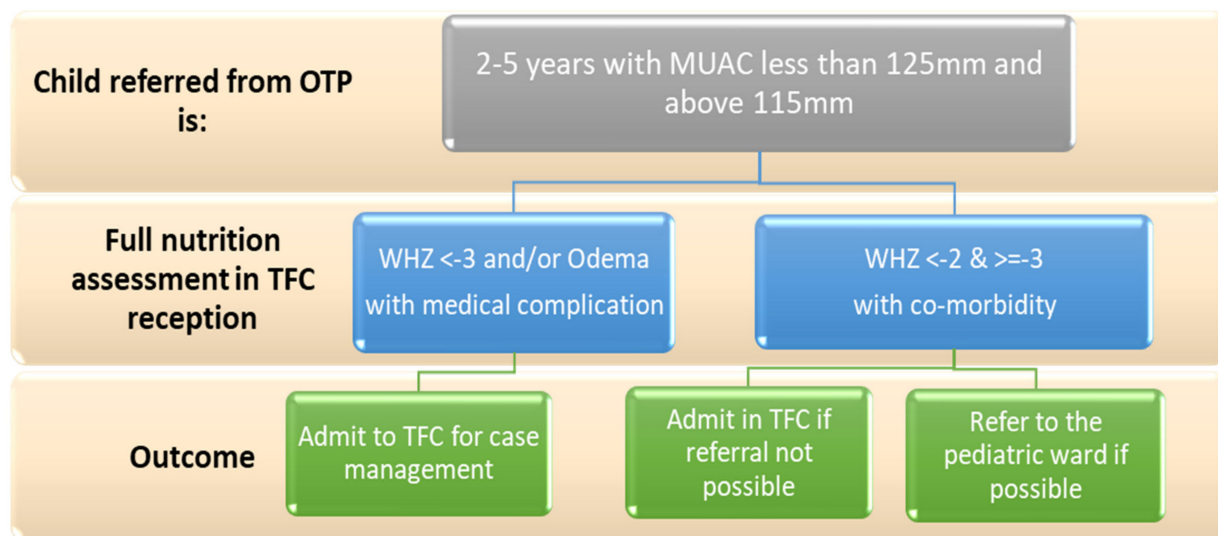 Child referred from OTP
is:
2-5 years with MUAC less than 125mm and
above 115mm
Full nutrition
assessment in TFC
reception
WHZ <-3 and/or Odema
with medical complication
WHZ <-2 & >=-3
with co-morbidity
Outcome
Admit to TFC for case
management
Admit in TFC if
referral not
possible
Refer to the
pediatric ward if
possible